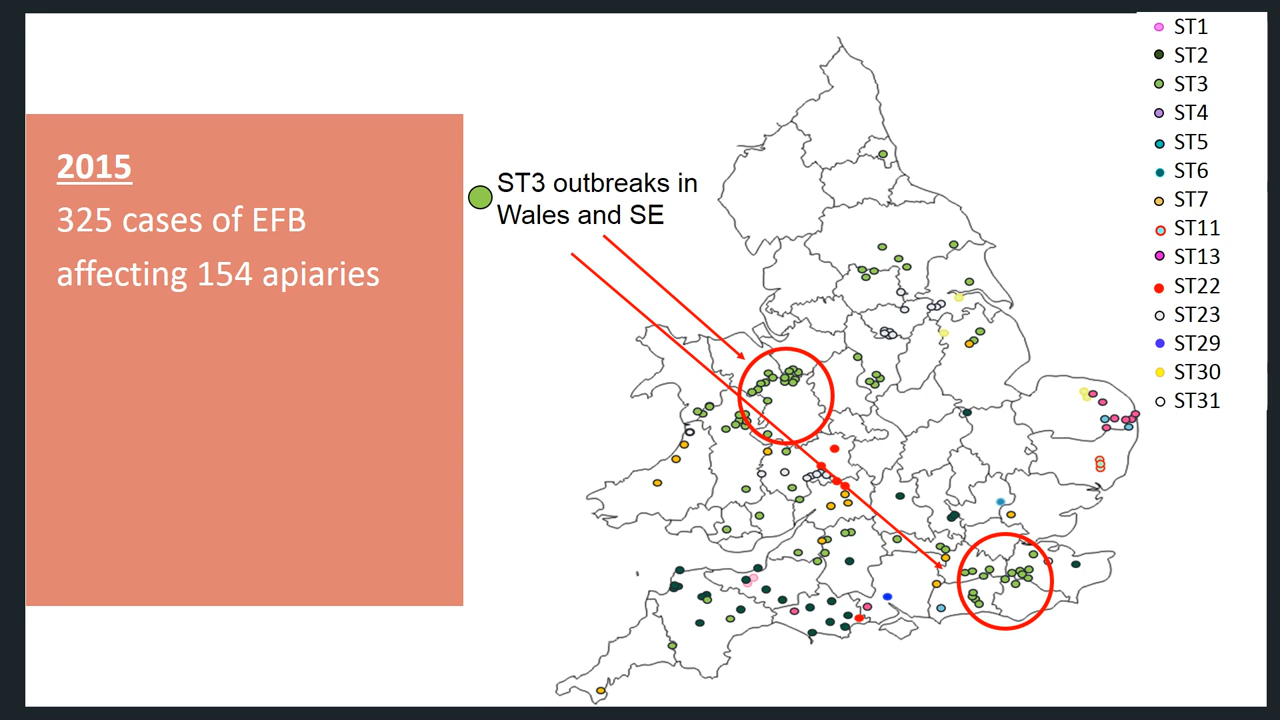 2015
325 cases of EFB
affecting 154 apiaries
ST3 outbreaks in
Wales and SE
ST1
ST2
ST3
ST4
ST5
ST6
ST7
ST11
ST13
ST22
ST23
ST29
ST30
ST31